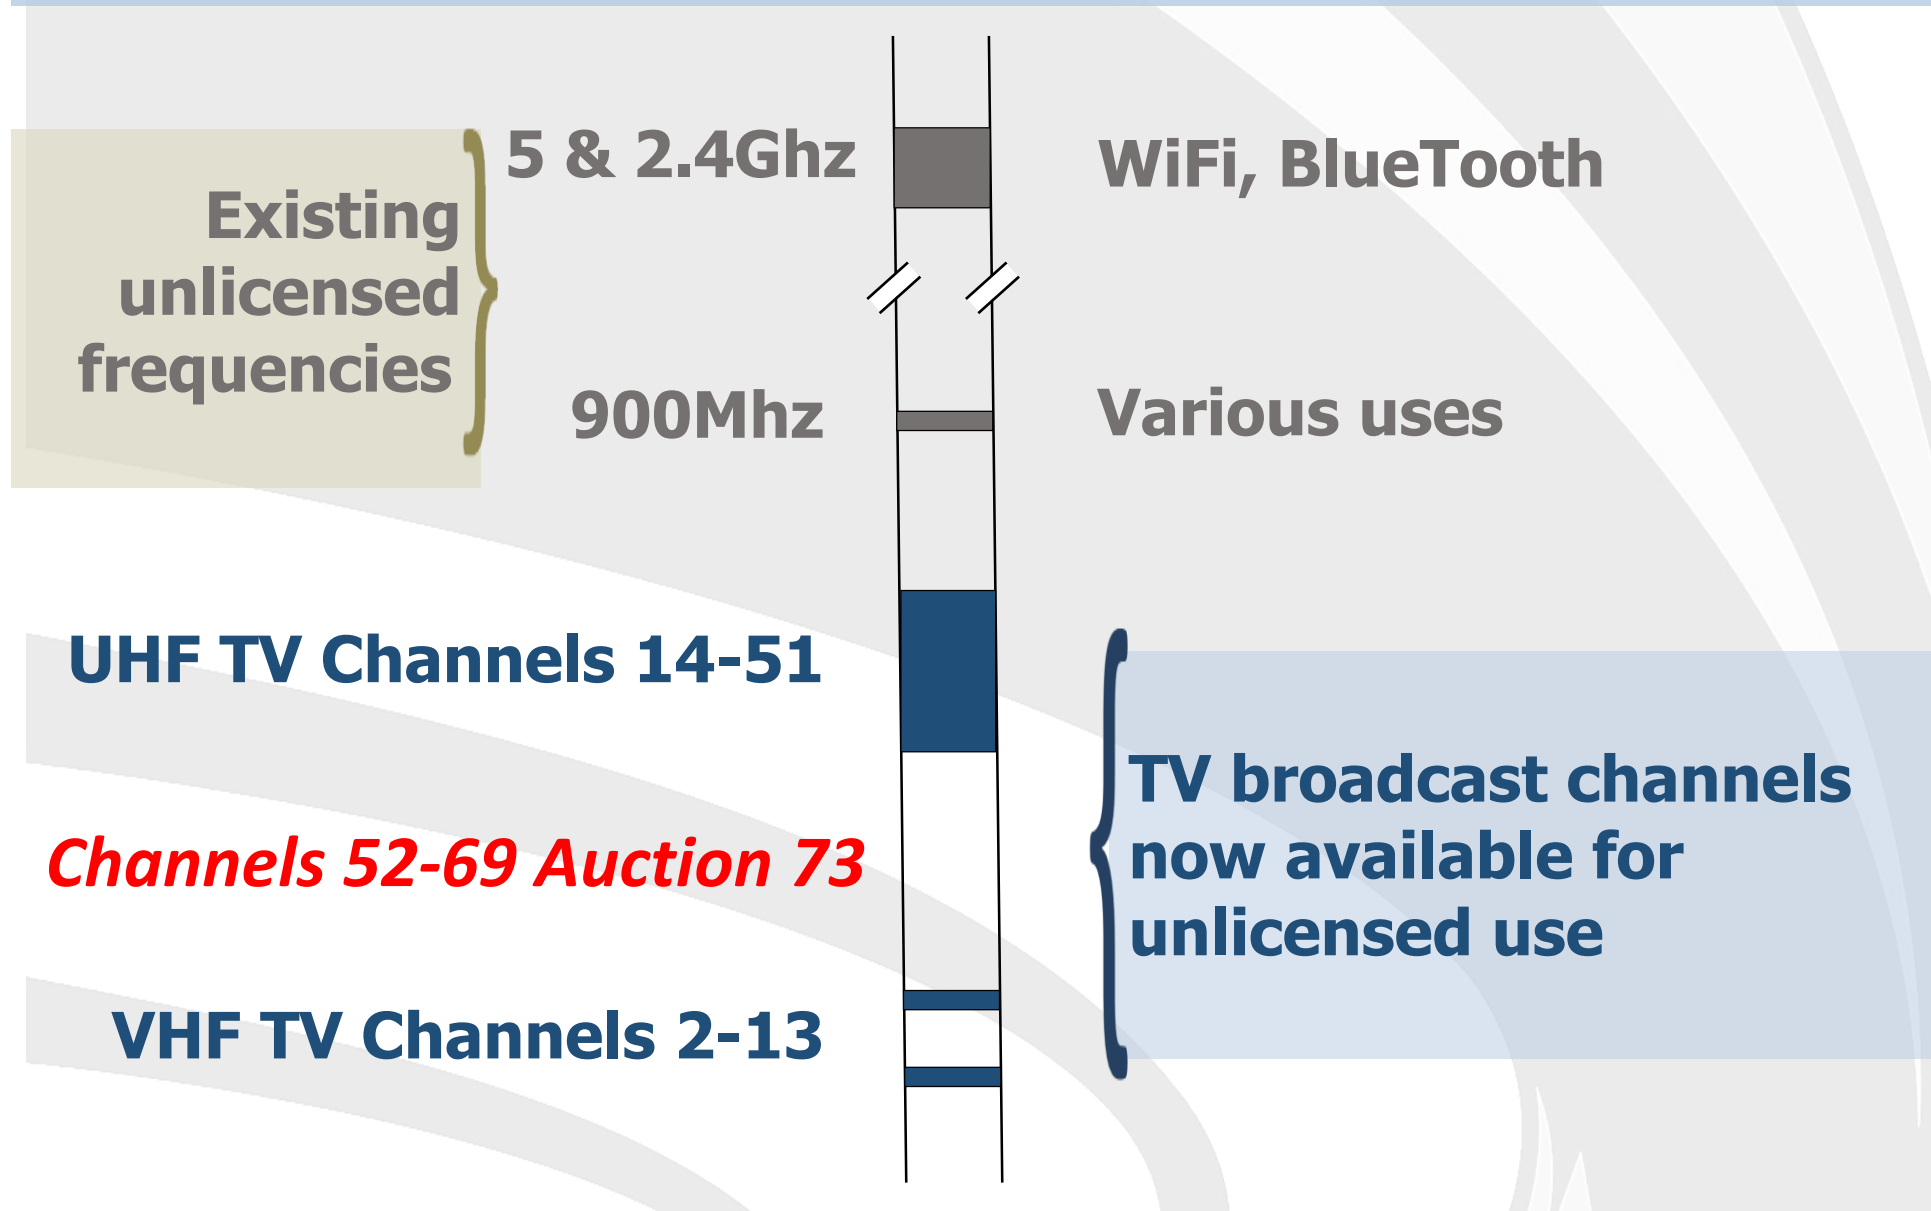 5 & 2.4Ghz
WiFi, BlueTooth
Existing
unlicensed
frequencies
900Mhz
Various uses
UHF TV Channels 14-51
Channels 52-69 Auction 73
VHF TV Channels 2-13
TV broadcast channels
now available for
unlicensed use